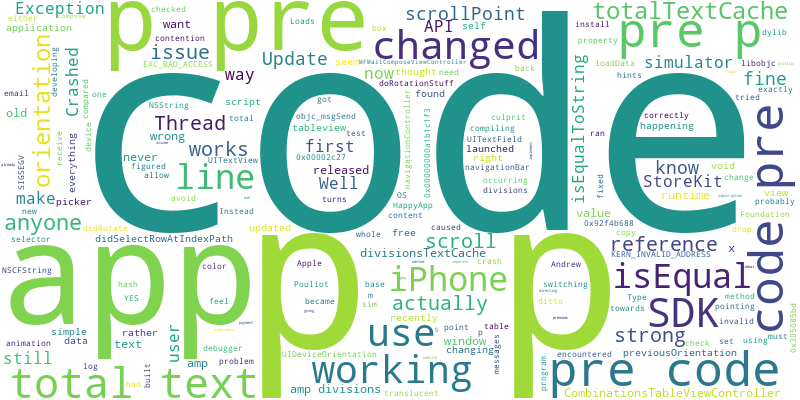 code
app
p
p pre
pre p
code pre
pre code
changed
isEqual
SDK
iPhone
use
working
total text
line
orientation
anyone
make
still
old
Exception
application
either
checked
compose
want
issue
EXC_BAD_ACCESS
Crashed
developing
Loads
contention
box
way
NSString
script
Thread
wrong
works
never
figured
allow
UITextView
device
compared
one
email
SIGSEGV
receive
everything
already
picker
avoid
Instead
new
scrollPoint
API
self
Update
seem
now
thought
need
MFMailComposeViewController
back
doRotationStuff
found
got
total
objc_msgSend
tableview
test
first
0x00002c27
released
Well
turns
navigationController
0x00000000a1b1c1f3
culprit
compiling
UITextField
launched
right
navigationBar
occurring
divisions
isEqualToString
totalTextCache
install
property
dylib
simulator
fine
loadData
libobjc
hints
tried
correctly
happening
ran
know
void
change
StoreKit
view
fixed
runtime
probably
value
Foundation
copy
drop
0x92f4b688
KERN_INVALID_ADDRESS
reference
x
Type
method
towards
pointing
invalid
strong
check
set
using
must
encountered
previousOrientation
0x305085bd
CombinationsTableViewController
didRotate
updated
didSelectRowAtIndexPath
selector
NSCFString
hash
color
YES
feel
animation
simple
data
rather
text
user
log
amp
debugger
problem
bad
built
amp divisions
UIDeviceOrientation
Apple
Pouliot
became
base
m
sim
going
whole
free
content
OS
HappyApp
caused
divisionsTextCache
scroll
crash
actually
recently
s
point
p
window
table
changing
translucent
messages
program
Andrew
switching
ditto
directing
previous